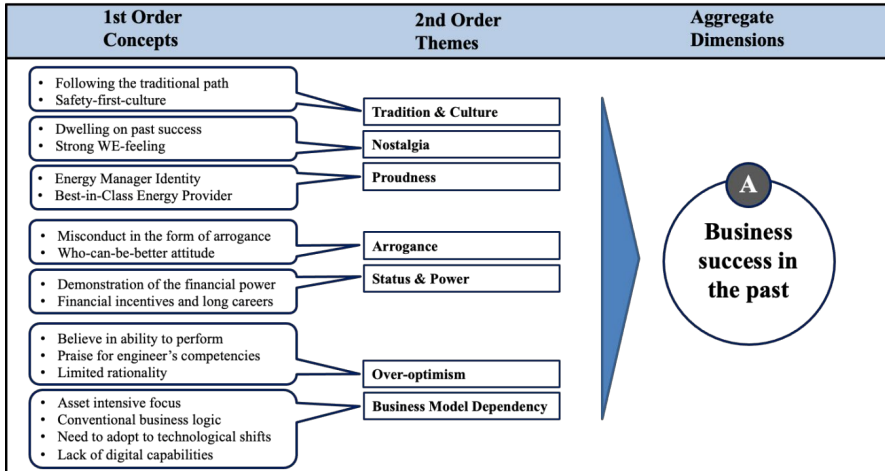 1st Order
Concepts
2nd Order
Themes
Aggregate
Dimensions
• Following the traditional path
• Safety-first-culture
Tradition & Culture
• Dwelling on past success
• Strong WE-feeling
Nostalgia
• Energy Manager Identity
• Best-in-Class Energy Provider
Proudness
• Misconduct in the form of arrogance
• Who-can-be-better attitude
Arrogance
• Demonstration of the financial power
• Financial incentives and long careers
Status & Power
• Believe in ability to perform
• Praise for engineer’s competencies
• Limited rationality
Over-optimism
• Asset intensive focus
• Conventional business logic
• Need to adopt to technological shifts
• Lack of digital capabilities
Business Model Dependency
A
Business
success in
the past